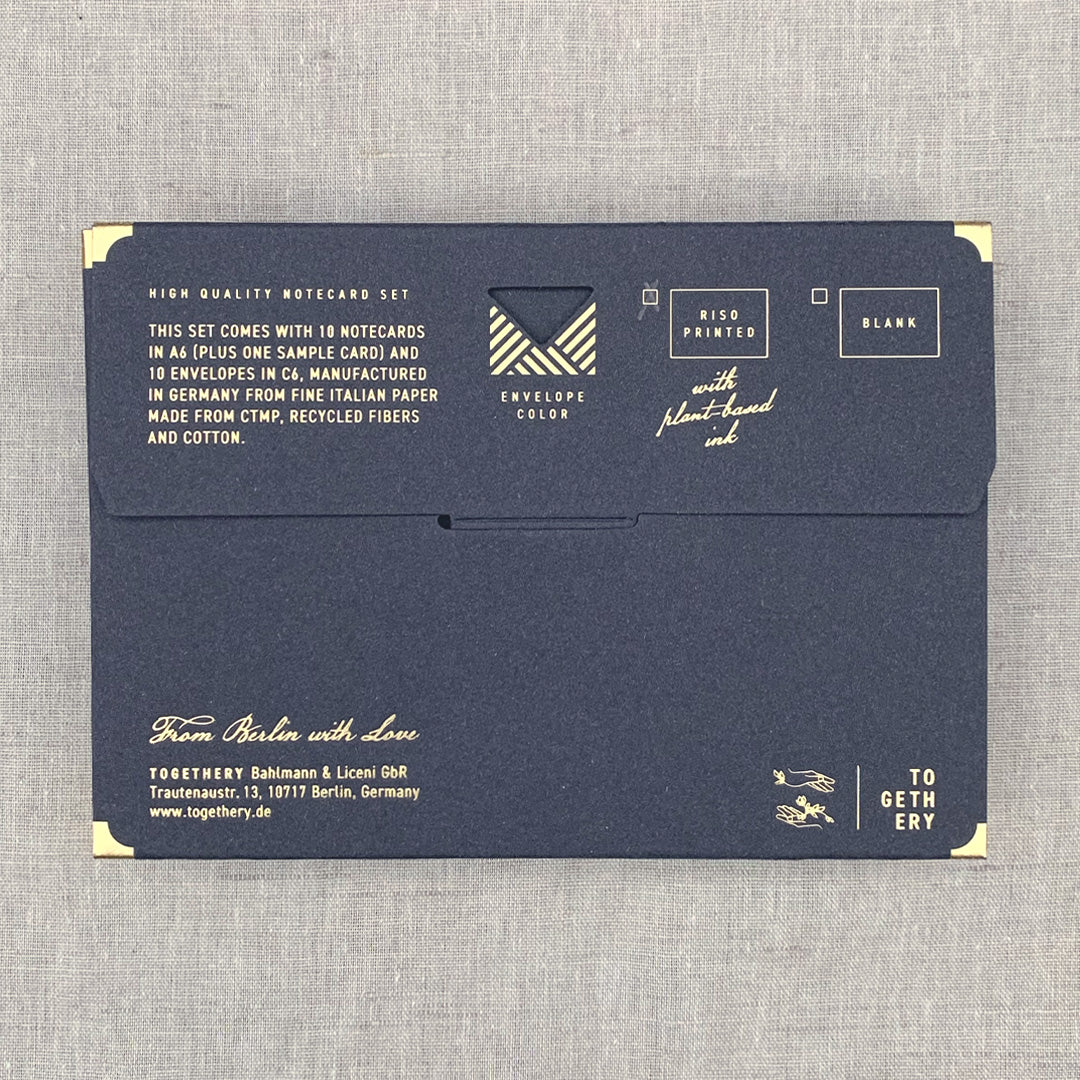 HIGH QUALITY NOTECARD SET
THIS SET COMES WITH 10 NOTECARDS
IN A6 (PLUS ONE SAMPLE CARD) AND
10 ENVELOPES IN C6, MANUFACTURED
IN GERMANY FROM FINE ITALIAN PAPER
MADE FROM CTMP, RECYCLED FIBERS
AND COTTON.
ENVELOPE
COLOR
RISO
PRINTED
with
plant-based
ink
BLANK
From Berlin with Love
TOGETHERY Bahlmann & Liceni GbR
Trautenaustr. 13, 10717 Berlin, Germany
www.togethery.de
TO
GETH
ERY